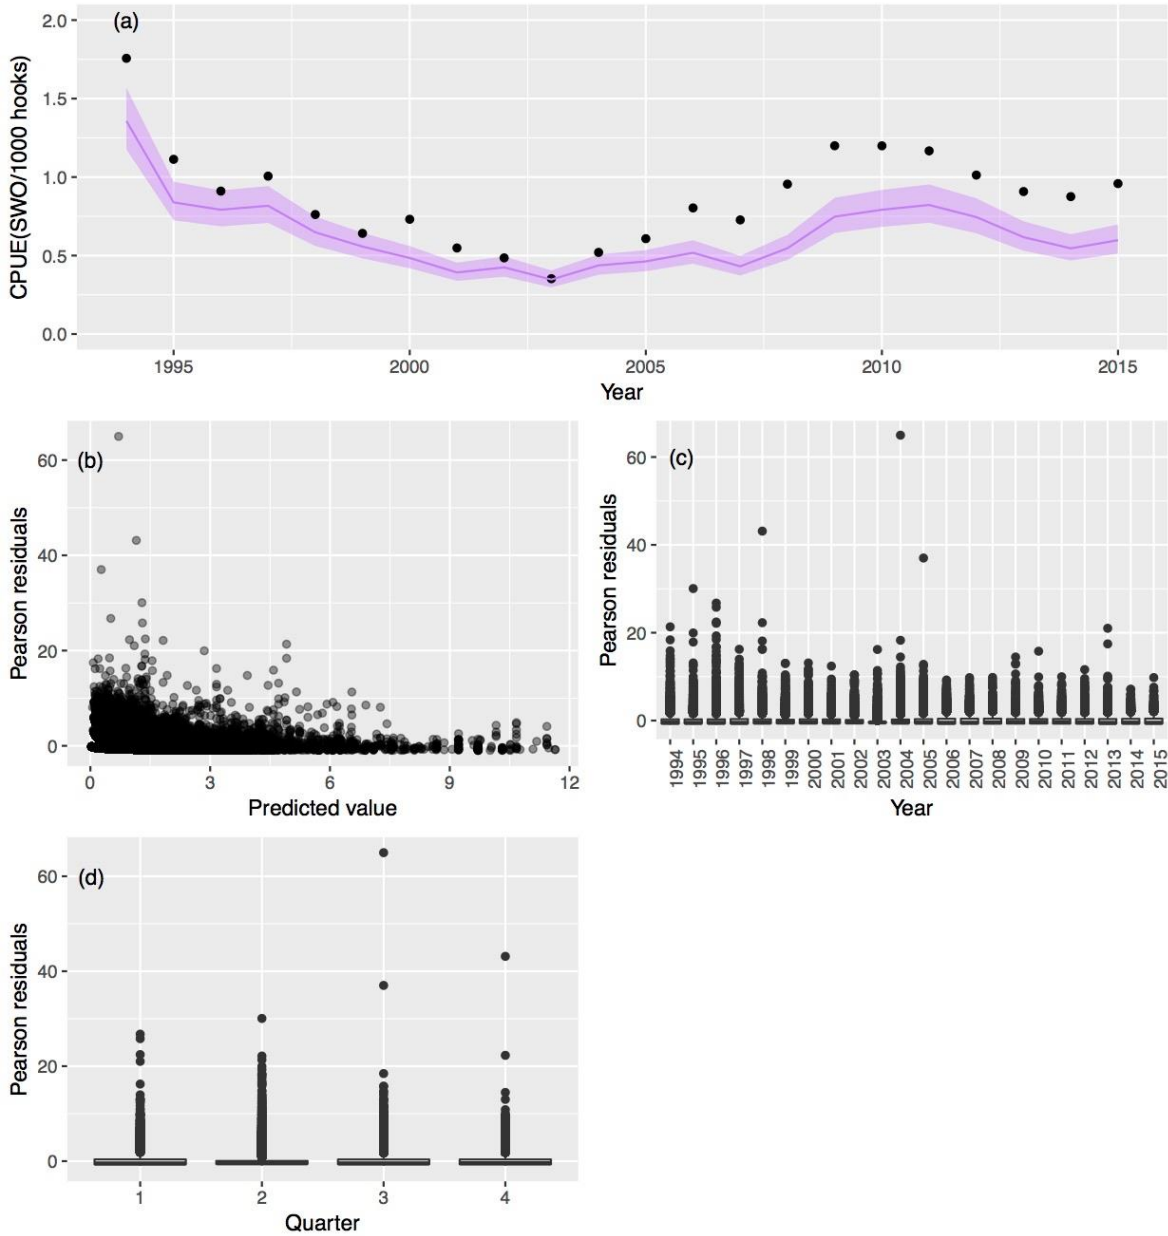 (a)
CPUE(SWO/1000 hooks)
2.0
1.5
1.0
0.5
0.0
1995 2000 2005 2010 2015
Year
(b)
Pearson residuals
60
40
20
0
0 3 6 9 12
Predicted value
(c)
Pearson residuals
60
40
20
0
1994 1995 1996 1997 1998 1999 2000 2001 2002 2003 2004 2005 2006 2007 2008 2009 2010 2011 2012 2013 2014 2015
Year
(d)
Pearson residuals
60
40
20
0
1 2 3 4
Quarter